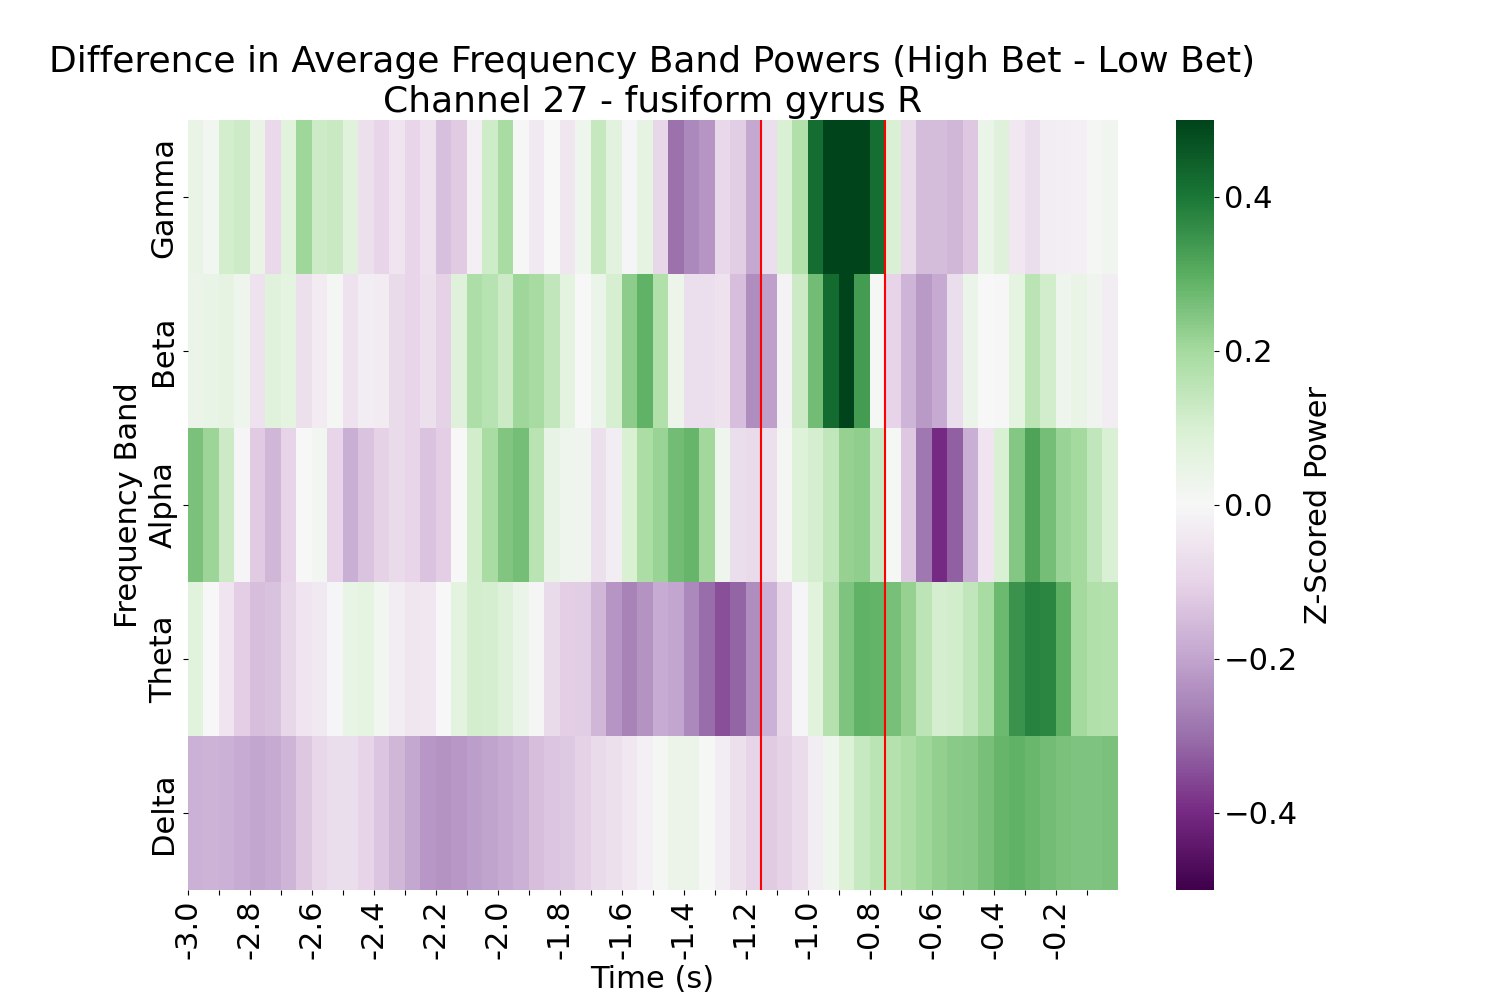 Difference in Average Frequency Band Powers (High Bet - Low Bet)
Channel 27 - fusiform gyrus R
Frequency Band
Gamma
Beta
Alpha
Theta
Delta
-3.0 -2.8 -2.6 -2.4 -2.2 -2.0 -1.8 -1.6 -1.4 -1.2 -1.0 -0.8 -0.6 -0.4 -0.2
Time (s)
0.4
0.2
0.0
−0.2
−0.4
Z-Scored Power